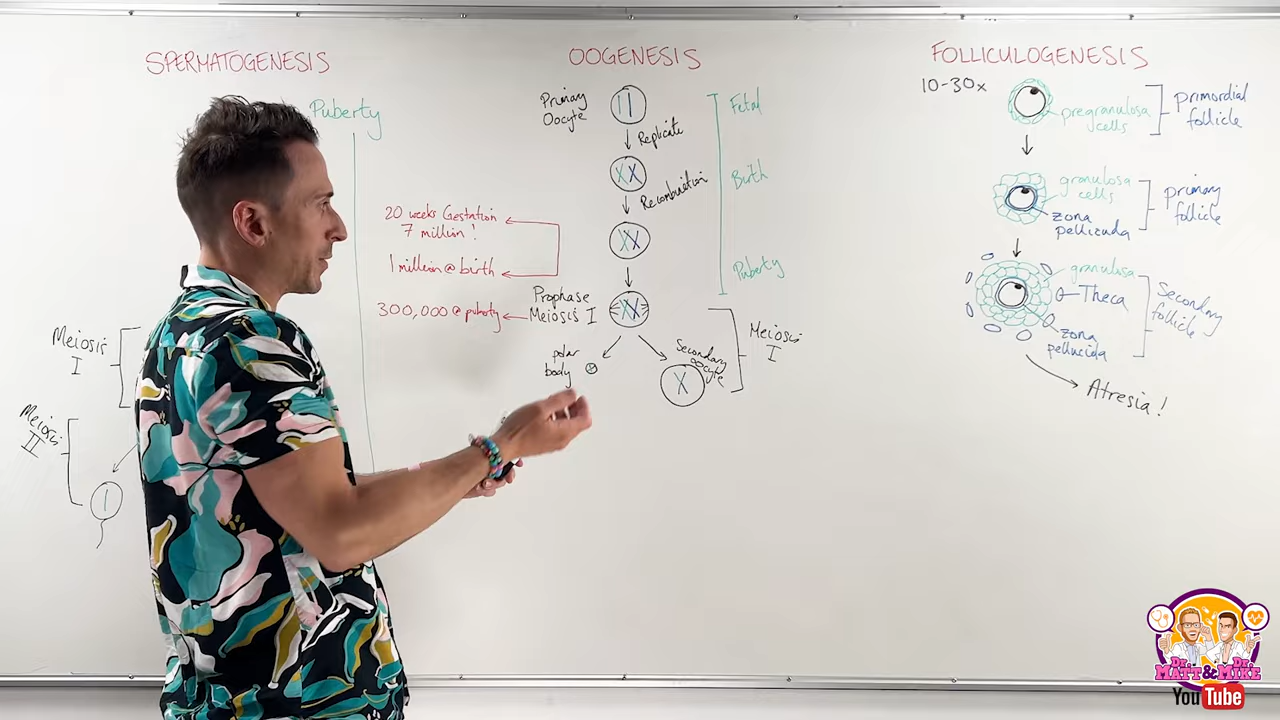 SPERMATOGENESIS
Puberty
Meiosis
I
Meiosis
II
OOGENESIS
Primary
Oocyte
Replicate
Recombination
Fetal
Birth
Puberty
20 weeks Gestation
7 million!
1 million @ birth
300,000 @ puberty
Prophase
Meiosis I
polar
body
Secondary
oocyte
Meiosis
I
FOLLICULOGENESIS
10-30x
pregranulosa
cells
primordial
follicle
granulosa
cells
zona
pellicuda
primary
follicle
granulosa
Theca
zona
pellucida
Secondary
follicle
Atresia!
Dr. Dr.
MATT & MIKE
YouTube